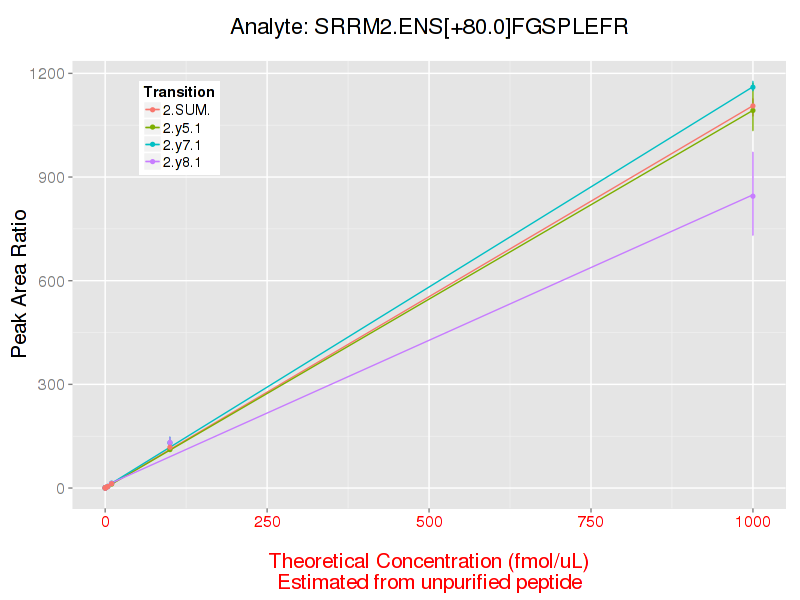 Analyte: SRRM2.ENS[+80.0]FGSPLEFR
Transition
2.SUM.
2.y5.1
2.y7.1
2.y8.1
Peak Area Ratio
1200
900
600
300
0
0 250 500 750 1000
Theoretical Concentration (fmol/uL)
Estimated from unpurified peptide